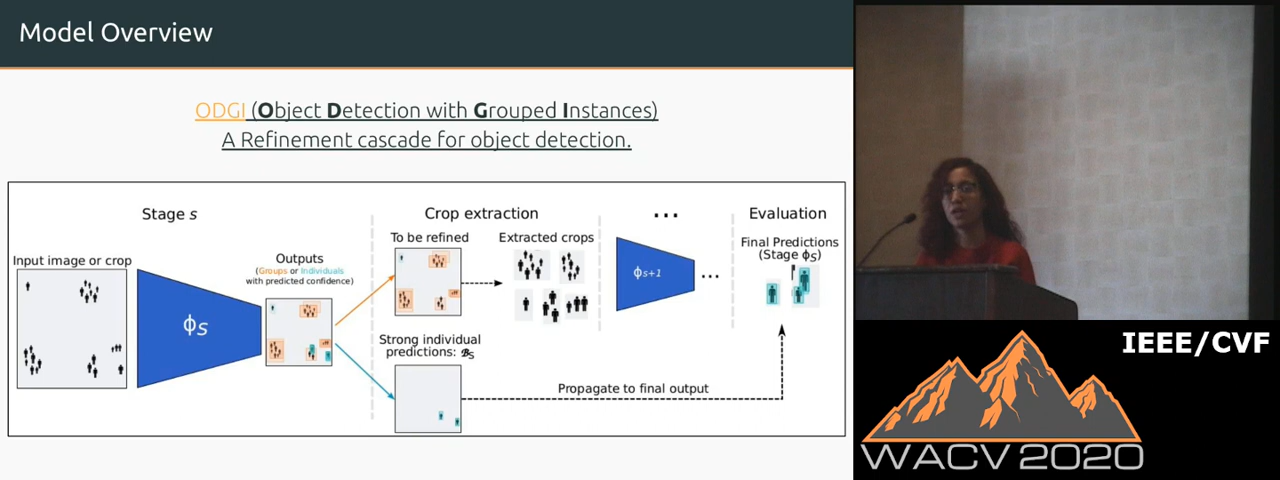 Model Overview
ODGI (Object Detection with Grouped Instances)
A Refinement cascade for object detection.
Stage s
Crop extraction
...
Evaluation
Input image or crop
Outputs
(Groups or Individuals
with predicted confidence)
To be refined
Extracted crops
Final Predictions
(Stage ϕS)
ϕS
ϕs+1
...
Strong individual
predictions: ℬS
Propagate to final output
IEEE/CVF
WACV 2020